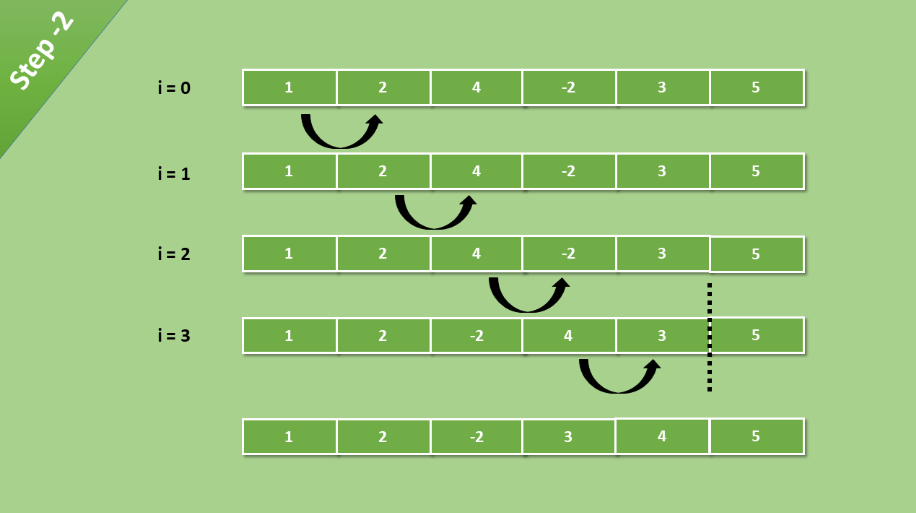 Step -2
i = 0 1 2 4 -2 3 5
i = 1 1 2 4 -2 3 5
i = 2 1 2 4 -2 3 5
i = 3 1 2 -2 4 3 5
1 2 -2 3 4 5